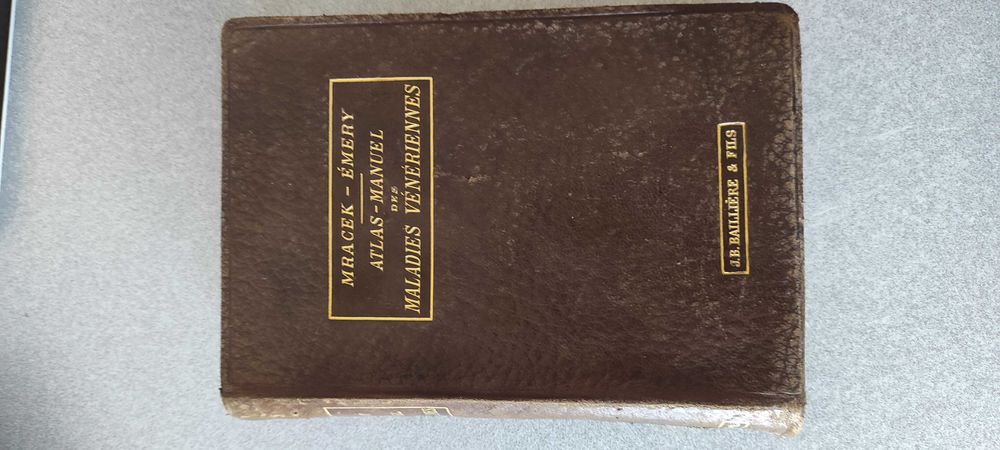 MRACEK - ÉMERY
ATLAS-MANUEL
DES
MALADIES VÉNÉRIENNES
J.B. BAILLIÈRE & FILS